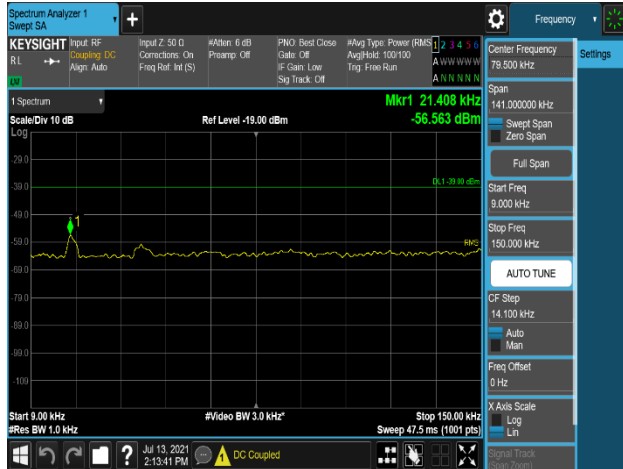 Spectrum Analyzer 1
Swept SA
+
Frequency
Settings
KEYSIGHT
R L
Input: RF
Coupling: DC
Align: Auto
Input Z: 50 Ω
Corrections: On
Freq Ref: Int (S)
#Atten: 6 dB
Preamp: Off
PNO: Best Close
Gate: Off
IF Gain: Low
Sig Track: Off
#Avg Type: Power (RMS
Avg|Hold: 100/100
Trig: Free Run
1 2 3 4 5 6
A W W W W W
A N N N N N
1 Spectrum
Scale/Div 10 dB
Log
Ref Level -19.00 dBm
Mkr1 21.408 kHz
-56.563 dBm
-29.0
-39.0
-49.0
-59.0
-69.0
-79.0
-89.0
-99.0
-109
DL1 -39.00 dBm
1
RMS
Start 9.00 kHz
#Res BW 1.0 kHz
#Video BW 3.0 kHz*
Stop 150.00 kHz
Sweep 47.5 ms (1001 pts)
Center Frequency
79.500 kHz
Span
141.000000 kHz
Swept Span
Zero Span
Full Span
Start Freq
9.000 kHz
Stop Freq
150.000 kHz
AUTO TUNE
CF Step
14.100 kHz
Auto
Man
Freq Offset
0 Hz
X Axis Scale
Log
Lin
Signal Track
(Span Zoom)
?
Jul 13, 2021
2:13:41 PM
DC Coupled